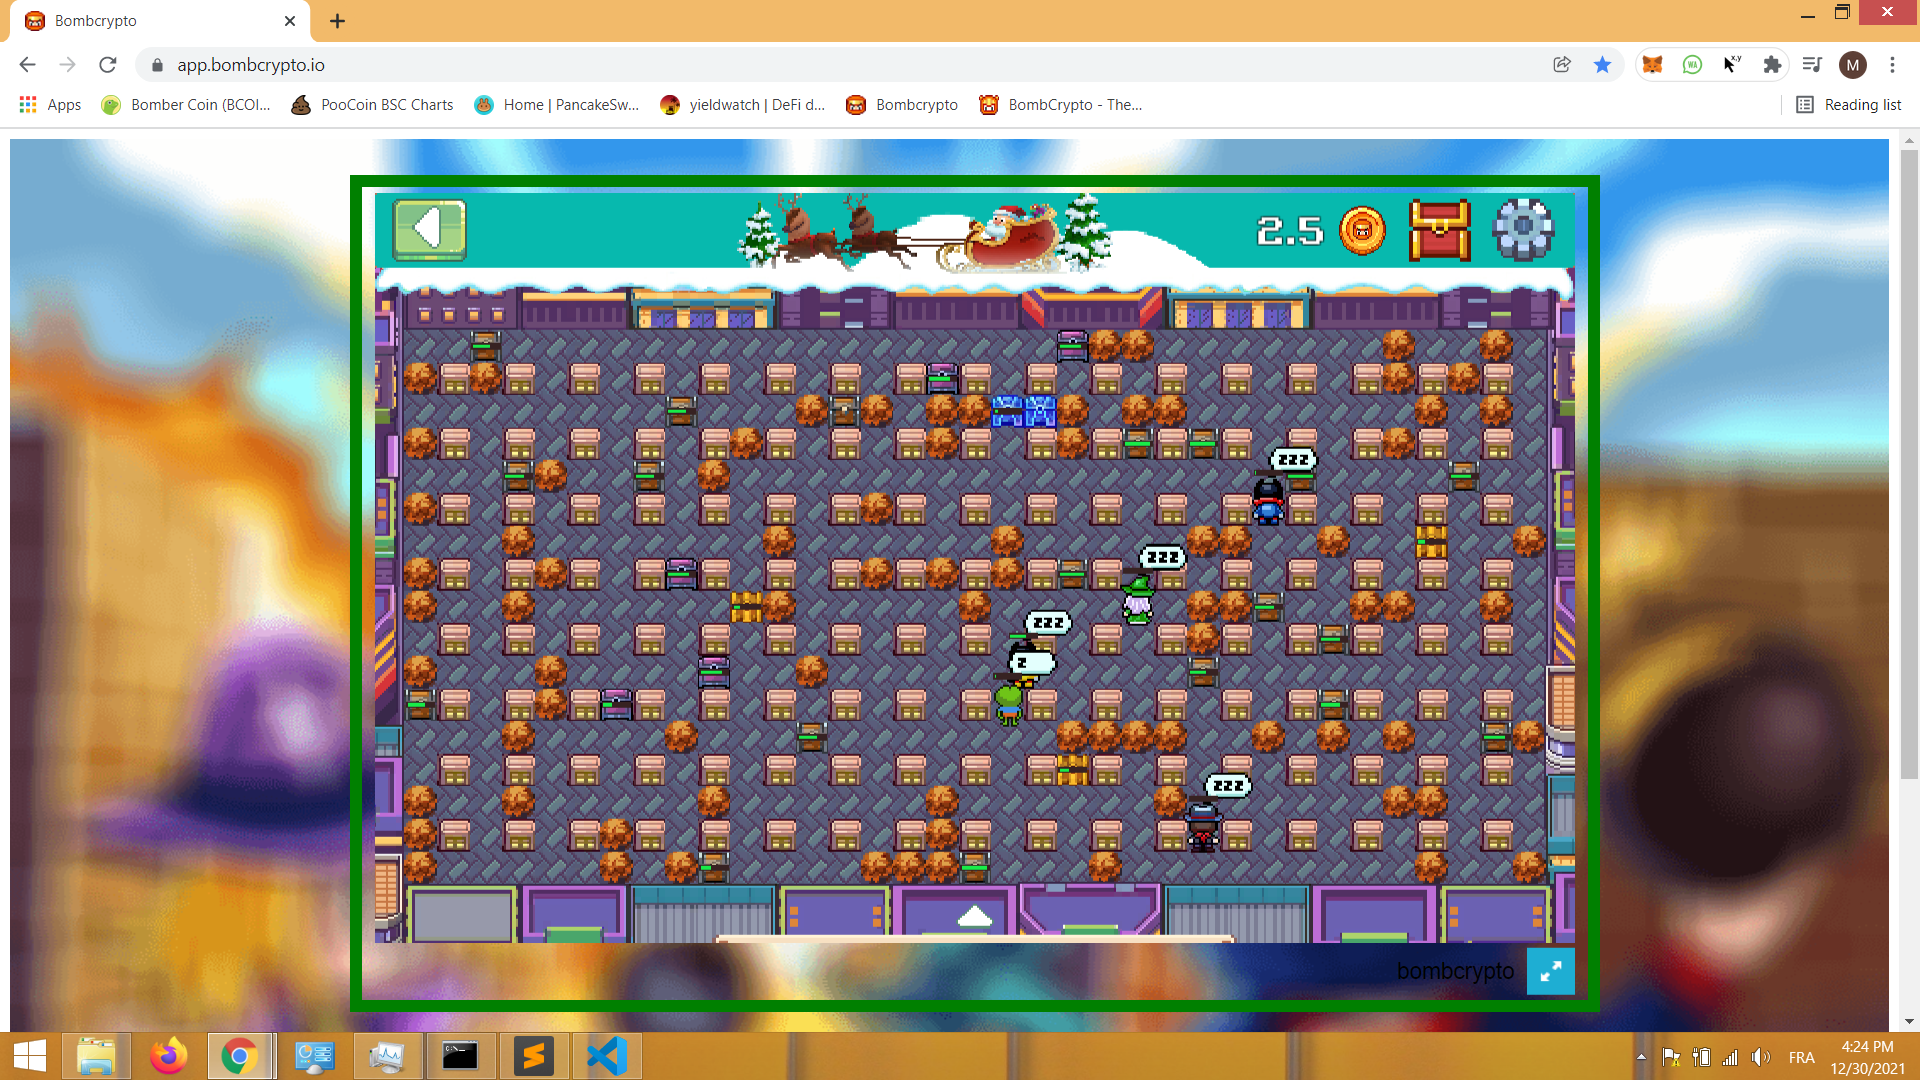 Bombcrypto
app.bombcrypto.io
M
Apps
Bomber Coin (BCOI...
PooCoin BSC Charts
Home | PancakeSw...
yieldwatch | DeFi d...
Bombcrypto
BombCrypto - The...
Reading list
2.5
zzz
zzz
zzz
z
zzz
bombcrypto
FRA
4:24 PM
12/30/2021